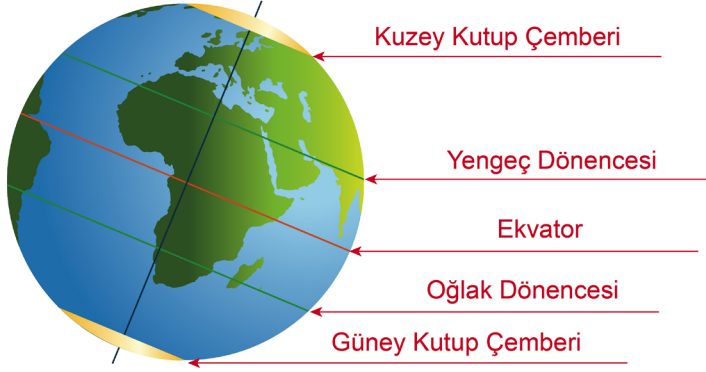 Kuzey Kutup Çemberi
Yengeç Dönencesi
Ekvator
Oğlak Dönencesi
Güney Kutup Çemberi